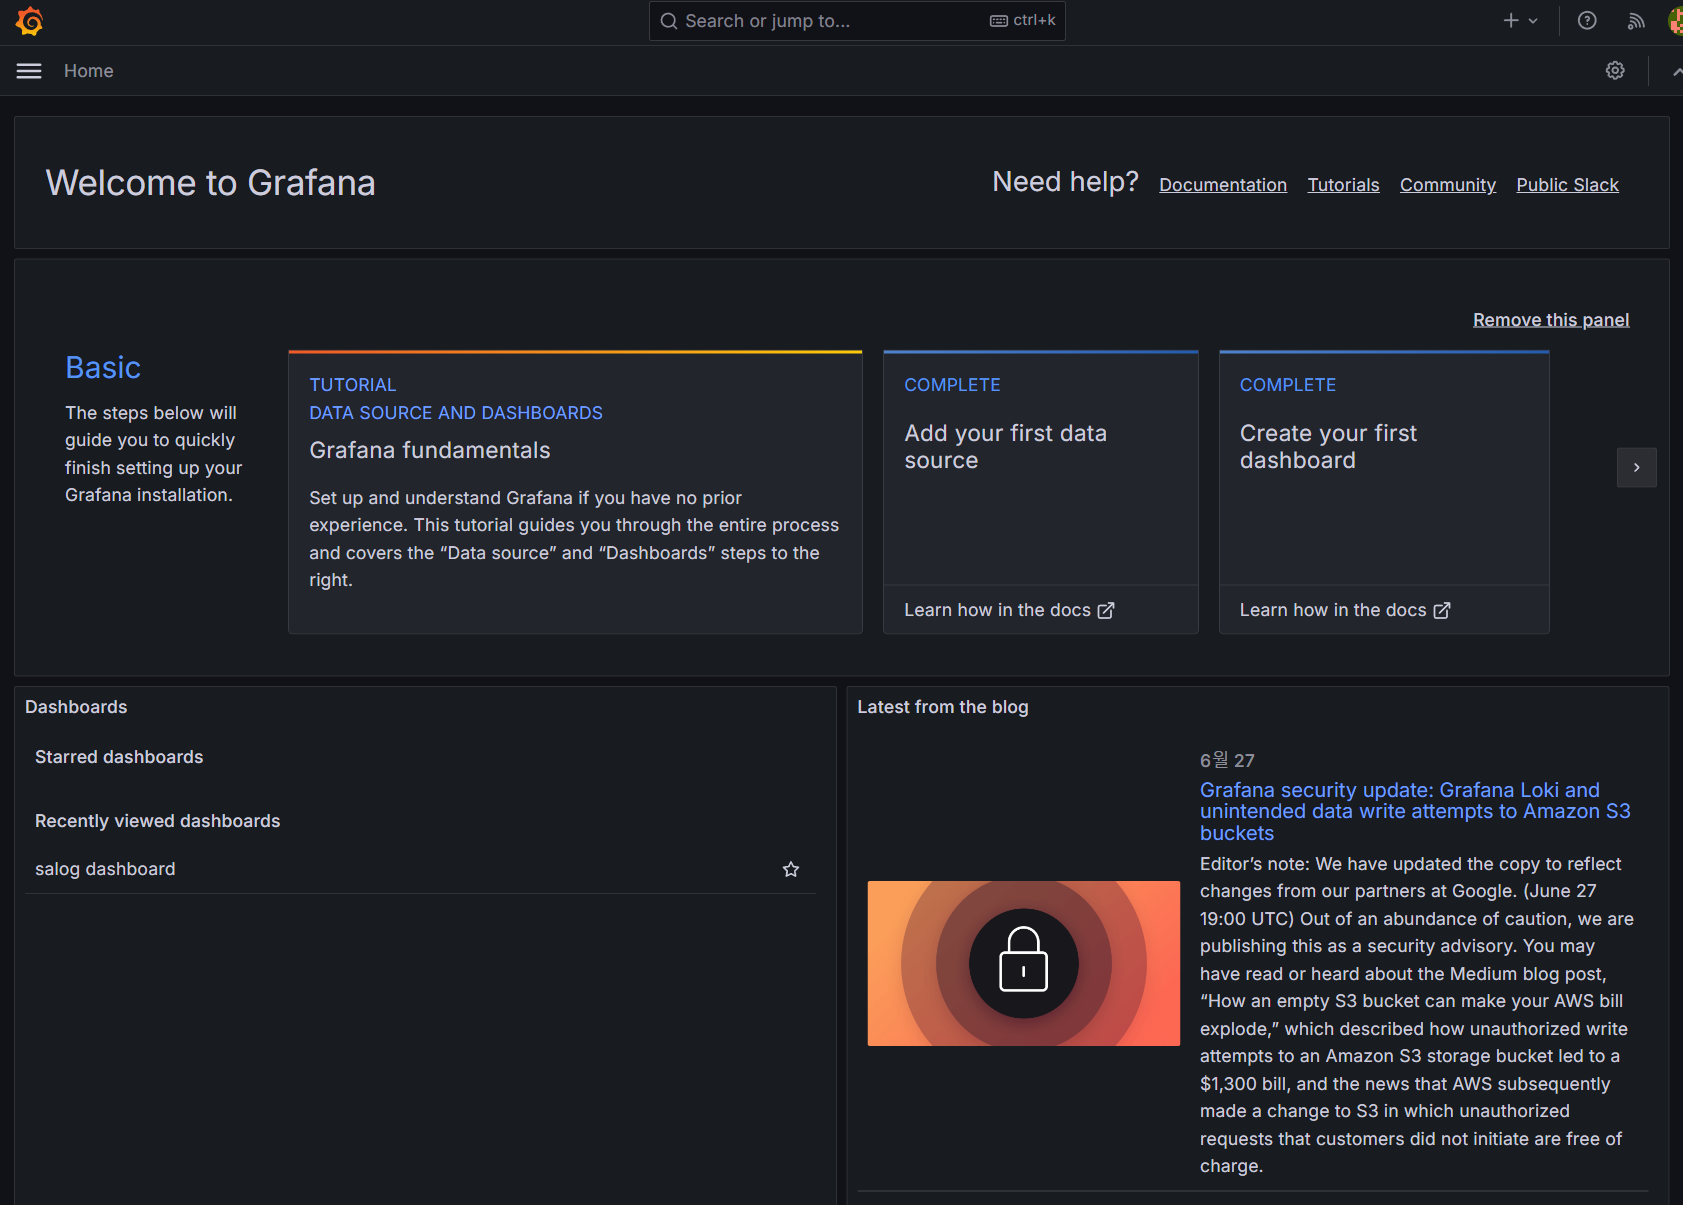 Search or jump to...
ctrl+k
Home
Welcome to Grafana
Need help?
Documentation
Tutorials
Community
Public Slack
Remove this panel
Basic
The steps below will
guide you to quickly
finish setting up your
Grafana installation.
TUTORIAL
DATA SOURCE AND DASHBOARDS
Grafana fundamentals
Set up and understand Grafana if you have no prior
experience. This tutorial guides you through the entire process
and covers the “Data source” and “Dashboards” steps to the
right.
COMPLETE
Add your first data
source
Learn how in the docs
COMPLETE
Create your first
dashboard
Learn how in the docs
Dashboards
Starred dashboards
Recently viewed dashboards
salog dashboard
Latest from the blog
6월 27
Grafana security update: Grafana Loki and
unintended data write attempts to Amazon S3
buckets
Editor’s note: We have updated the copy to reflect
changes from our partners at Google. (June 27
19:00 UTC) Out of an abundance of caution, we are
publishing this as a security advisory. You may
have read or heard about the Medium blog post,
“How an empty S3 bucket can make your AWS bill
explode,” which described how unauthorized write
attempts to an Amazon S3 storage bucket led to a
$1,300 bill, and the news that AWS subsequently
made a change to S3 in which unauthorized
requests that customers did not initiate are free of
charge.